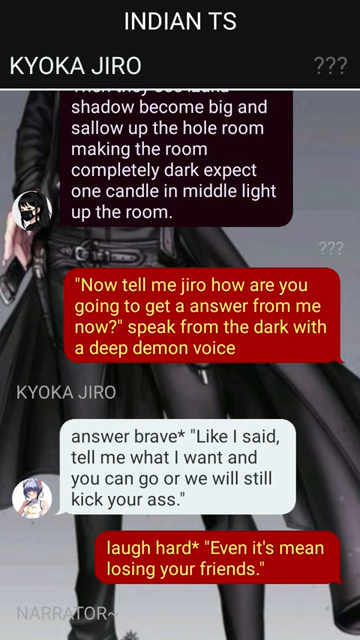 INDIAN TS
KYOKA JIRO
???
shadow become big and
sallow up the hole room
making the room
completely dark expect
one candle in middle light
up the room.
???
"Now tell me jiro how are you
going to get a answer from me
now?" speak from the dark with
a deep demon voice
KYOKA JIRO
answer brave* "Like I said,
tell me what I want and
you can go or we will still
kick your ass."
laugh hard* "Even it's mean
losing your friends."
NARRATOR~